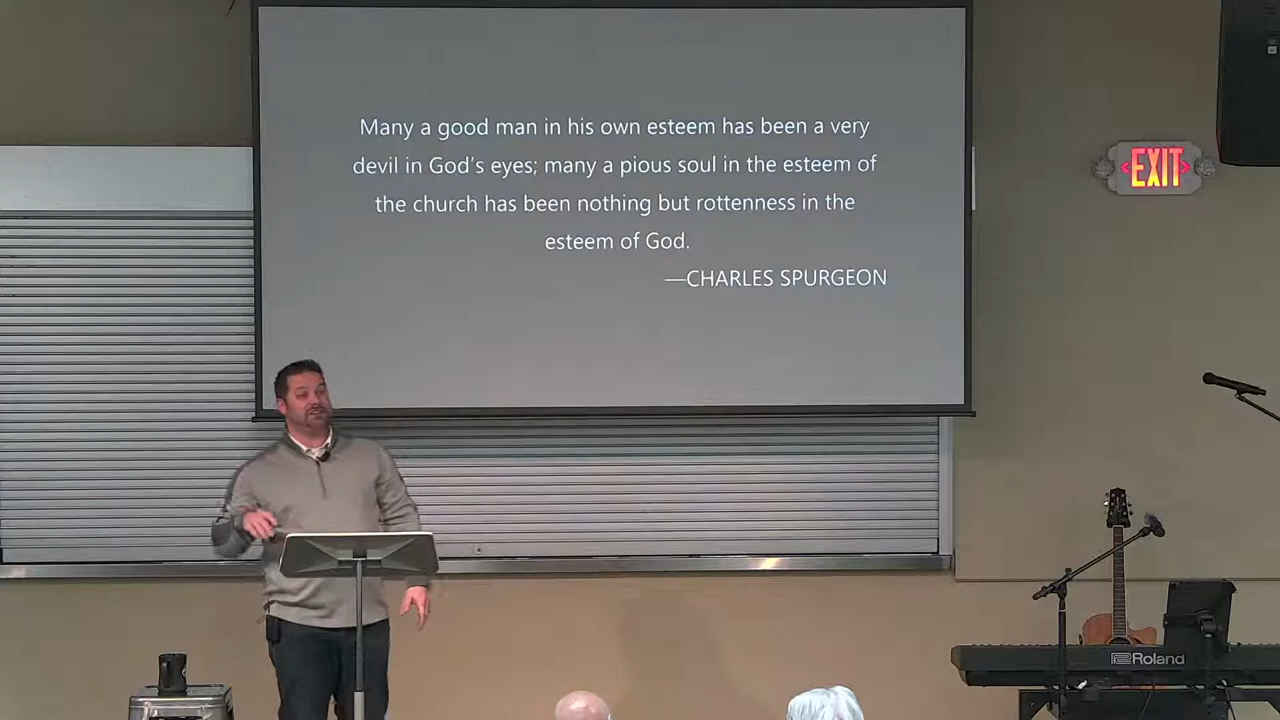 Many a good man in his own esteem has been a very
devil in God's eyes; many a pious soul in the esteem of
the church has been nothing but rottenness in the
esteem of God.
—CHARLES SPURGEON
EXIT
Roland